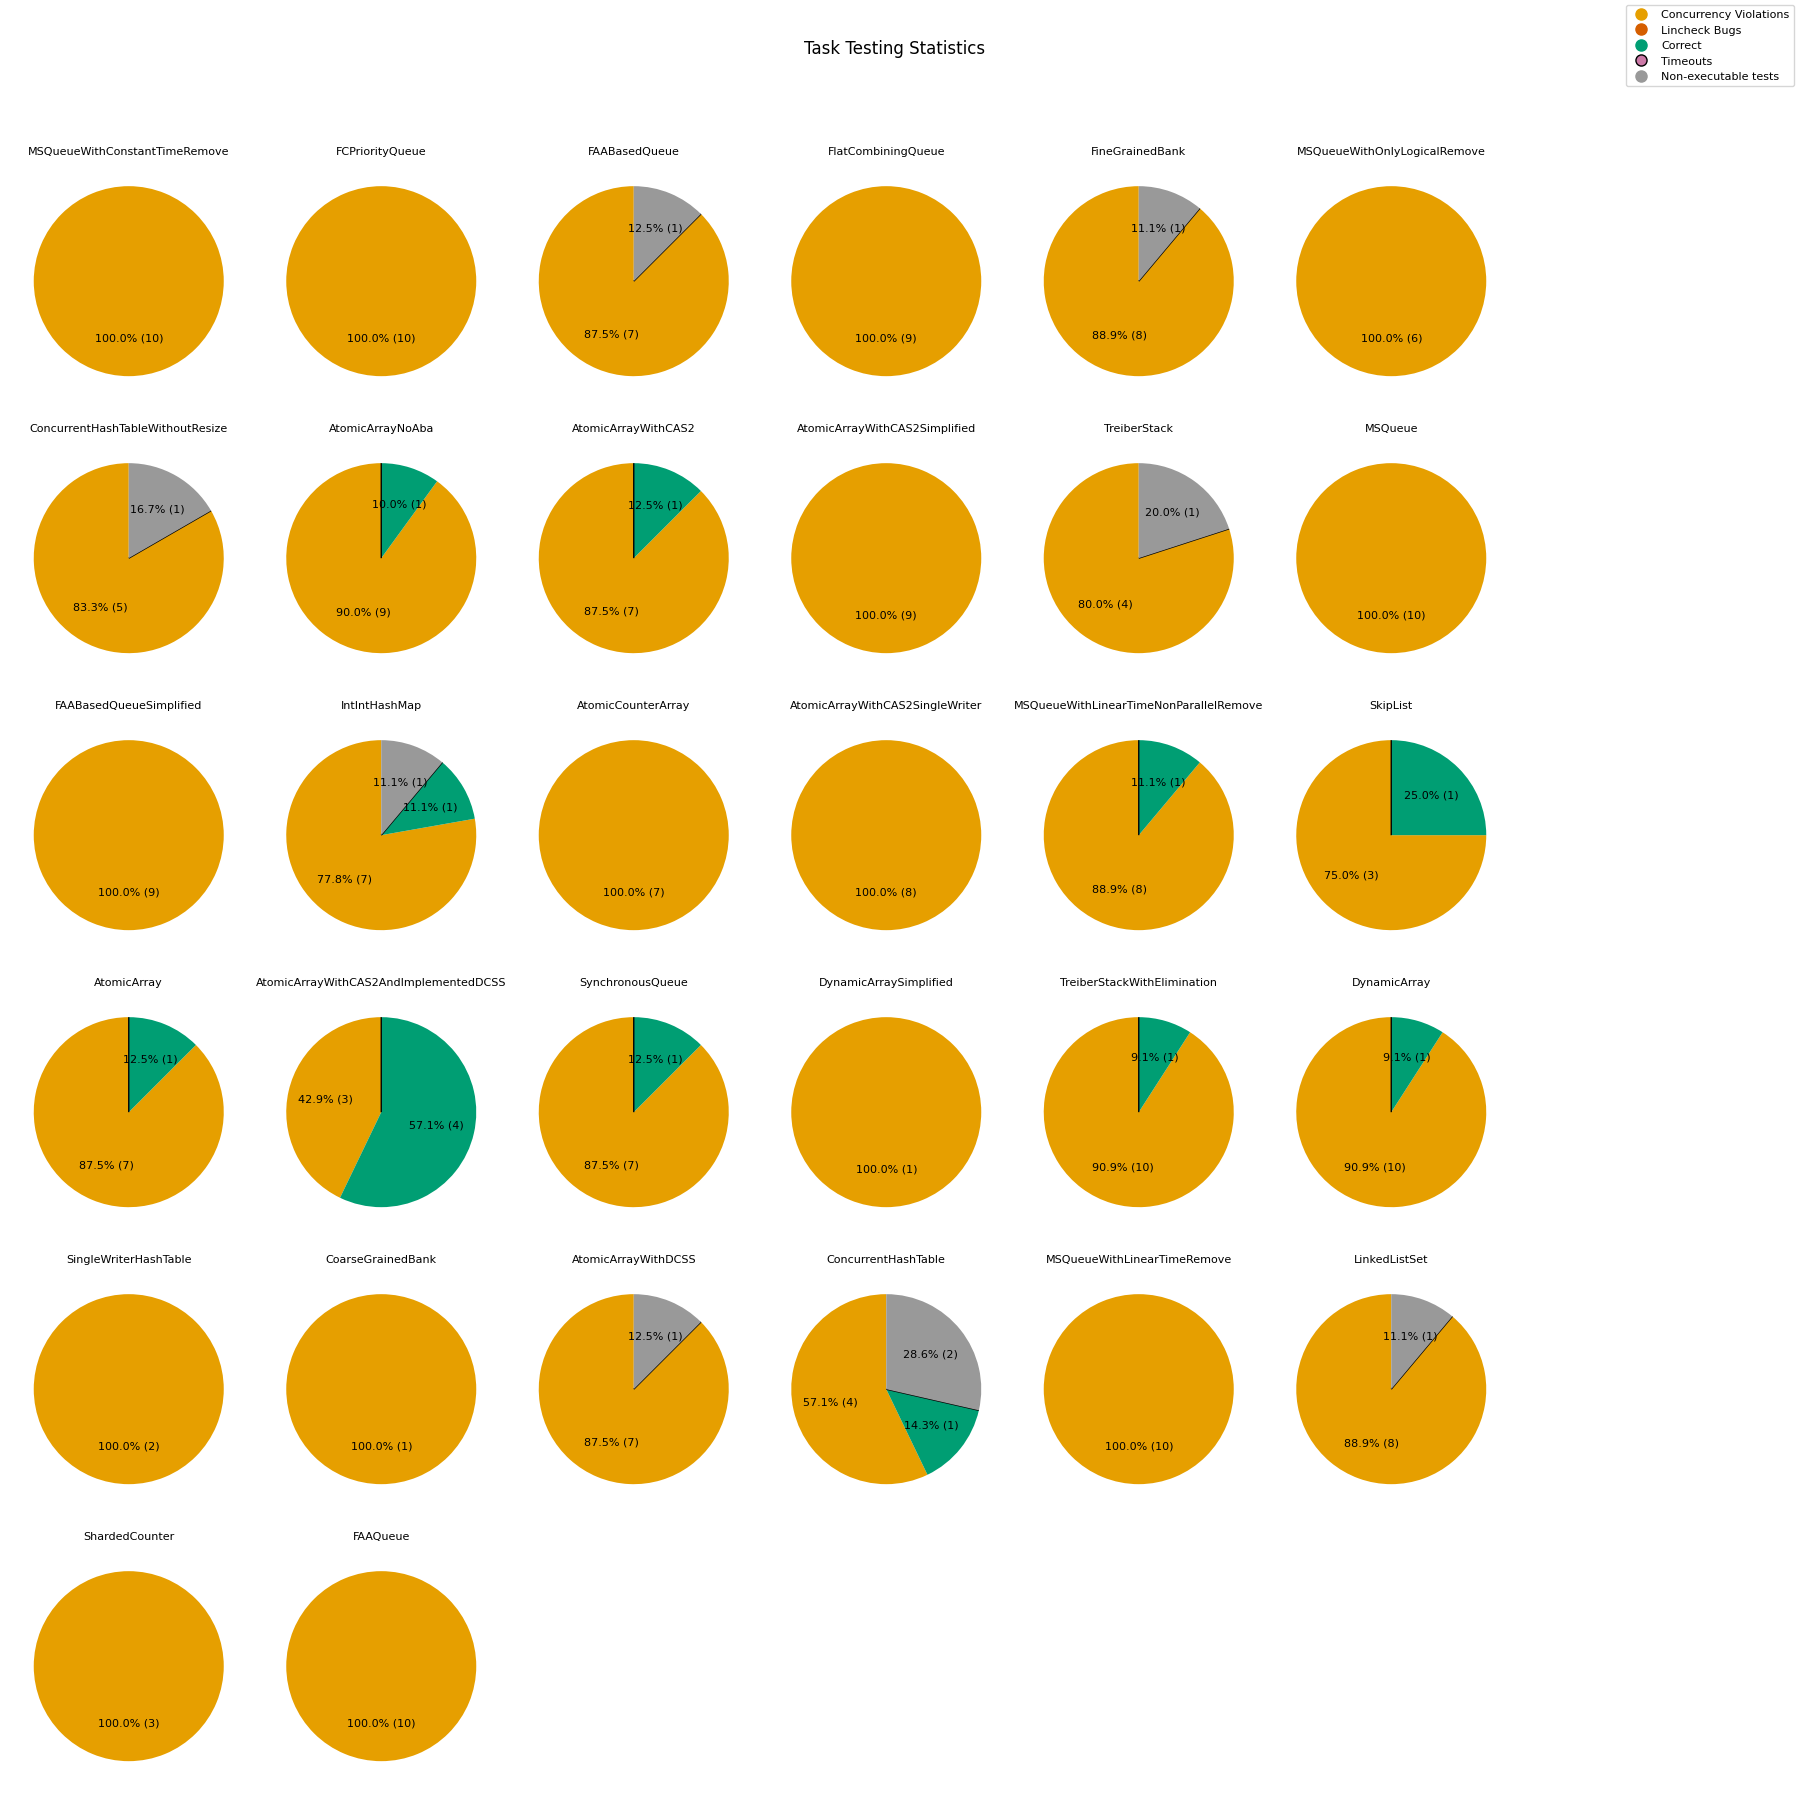 Concurrency Violations
Lincheck Bugs
Correct
Timeouts
Non-executable tests
Task Testing Statistics
MSQueueWithConstantTimeRemove
100.0% (10)
FCPriorityQueue
100.0% (10)
FAABasedQueue
12.5% (1)
87.5% (7)
FlatCombiningQueue
100.0% (9)
FineGrainedBank
11.1% (1)
88.9% (8)
MSQueueWithOnlyLogicalRemove
100.0% (6)
ConcurrentHashTableWithoutResize
16.7% (1)
83.3% (5)
AtomicArrayNoAba
10.0% (1)
90.0% (9)
AtomicArrayWithCAS2
12.5% (1)
87.5% (7)
AtomicArrayWithCAS2Simplified
100.0% (9)
TreiberStack
20.0% (1)
80.0% (4)
MSQueue
100.0% (10)
FAABasedQueueSimplified
100.0% (9)
IntIntHashMap
11.1% (1)
11.1% (1)
77.8% (7)
AtomicCounterArray
100.0% (7)
AtomicArrayWithCAS2SingleWriter
100.0% (8)
MSQueueWithLinearTimeNonParallelRemove
11.1% (1)
88.9% (8)
SkipList
25.0% (1)
75.0% (3)
AtomicArray
12.5% (1)
87.5% (7)
AtomicArrayWithCAS2AndImplementedDCSS
42.9% (3)
57.1% (4)
SynchronousQueue
12.5% (1)
87.5% (7)
DynamicArraySimplified
100.0% (1)
TreiberStackWithElimination
9.1% (1)
90.9% (10)
DynamicArray
9.1% (1)
90.9% (10)
SingleWriterHashTable
100.0% (2)
CoarseGrainedBank
100.0% (1)
AtomicArrayWithDCSS
12.5% (1)
87.5% (7)
ConcurrentHashTable
28.6% (2)
57.1% (4)
14.3% (1)
MSQueueWithLinearTimeRemove
100.0% (10)
LinkedListSet
11.1% (1)
88.9% (8)
ShardedCounter
100.0% (3)
FAAQueue
100.0% (10)